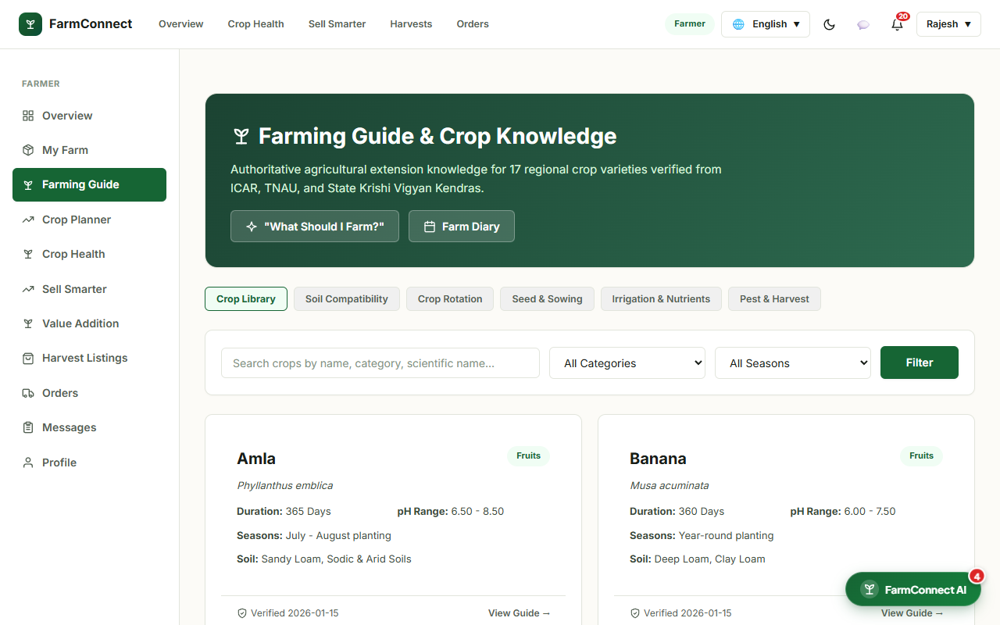 FarmConnect
Overview
Crop Health
Sell Smarter
Harvests
Orders
Farmer
English ▼
20
Rajesh ▼
FARMER
Overview
My Farm
Farming Guide
Crop Planner
Crop Health
Sell Smarter
Value Addition
Harvest Listings
Orders
Messages
Profile
Farming Guide & Crop Knowledge
Authoritative agricultural extension knowledge for 17 regional crop varieties verified from
ICAR, TNAU, and State Krishi Vigyan Kendras.
"What Should I Farm?"
Farm Diary
Crop Library
Soil Compatibility
Crop Rotation
Seed & Sowing
Irrigation & Nutrients
Pest & Harvest
Search crops by name, category, scientific name...
All Categories
All Seasons
Filter
Amla
Fruits
Phyllanthus emblica
Duration: 365 Days
pH Range: 6.50 - 8.50
Seasons: July - August planting
Soil: Sandy Loam, Sodic & Arid Soils
Verified 2026-01-15
View Guide →
Banana
Fruits
Musa acuminata
Duration: 360 Days
pH Range: 6.00 - 7.50
Seasons: Year-round planting
Soil: Deep Loam, Clay Loam
Verified 2026-01-15
View Guide →
FarmConnect AI
4